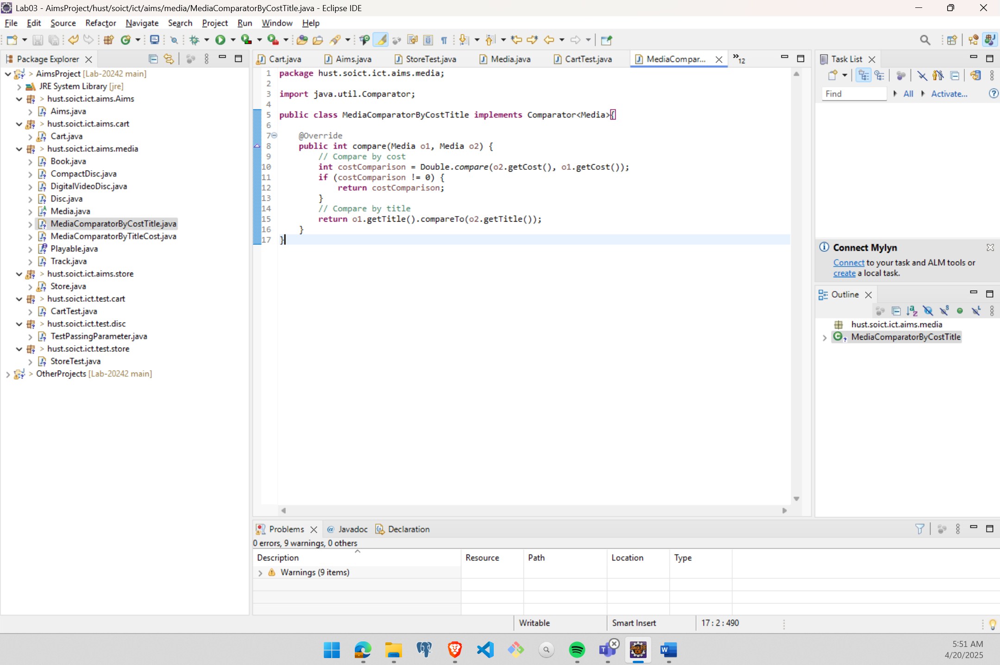 Lab03 - AimsProject/hust/soict/ict/aims/media/MediaComparatorByCostTitle.java - Eclipse IDE
File Edit Source Refactor Navigate Search Project Run Window Help
Package Explorer
> AimsProject [Lab-20242 main]
JRE System Library [jre]
> hust.soict.ict.aims.Aims
Aims.java
> hust.soict.ict.aims.cart
Cart.java
> hust.soict.ict.aims.media
Book.java
CompactDisc.java
DigitalVideoDisc.java
Disc.java
Media.java
MediaComparatorByCostTitle.java
MediaComparatorByTitleCost.java
Playable.java
Track.java
> hust.soict.ict.aims.store
Store.java
> hust.soict.ict.test.cart
CartTest.java
> hust.soict.ict.test.disc
TestPassingParameter.java
> hust.soict.ict.test.store
StoreTest.java
> OtherProjects [Lab-20242 main]
Cart.java Aims.java StoreTest.java Media.java CartTest.java MediaCompar... »12
1 package hust.soict.ict.aims.media;
2
3 import java.util.Comparator;
4
5 public class MediaComparatorByCostTitle implements Comparator<Media>{
6
7 @Override
8 public int compare(Media o1, Media o2) {
9 // Compare by cost
10 int costComparison = Double.compare(o2.getCost(), o1.getCost());
11 if (costComparison != 0) {
12 return costComparison;
13 }
14 // Compare by title
15 return o1.getTitle().compareTo(o2.getTitle());
16 }
17 }
Task List
Find All Activate...
Connect Mylyn
Connect to your task and ALM tools or
create a local task.
Outline
hust.soict.ict.aims.media
MediaComparatorByCostTitle
Problems @ Javadoc Declaration
0 errors, 9 warnings, 0 others
Description Resource Path Location Type
Warnings (9 items)
Writable Smart Insert 17 : 2 : 490
5:51 AM
4/20/2025